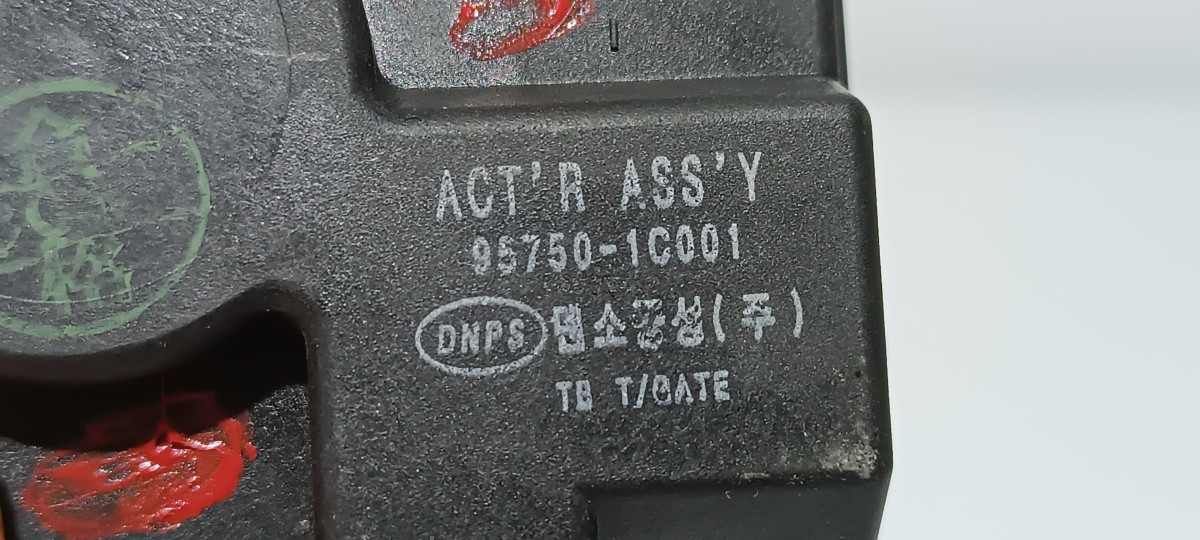 ACT'R ASS'Y
95750-1C001
DNPS 덴소풍성(주)
TB T/GATE